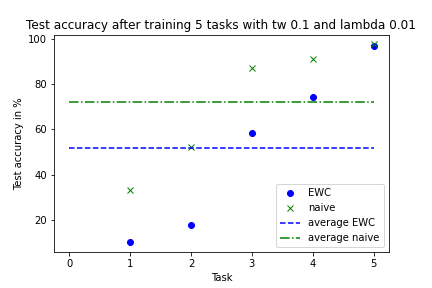 Test accuracy after training 5 tasks with tw 0.1 and lambda 0.01
100
80
60
40
20
Test accuracy in %
EWC
naive
average EWC
average naive
0 1 2 3 4 5
Task